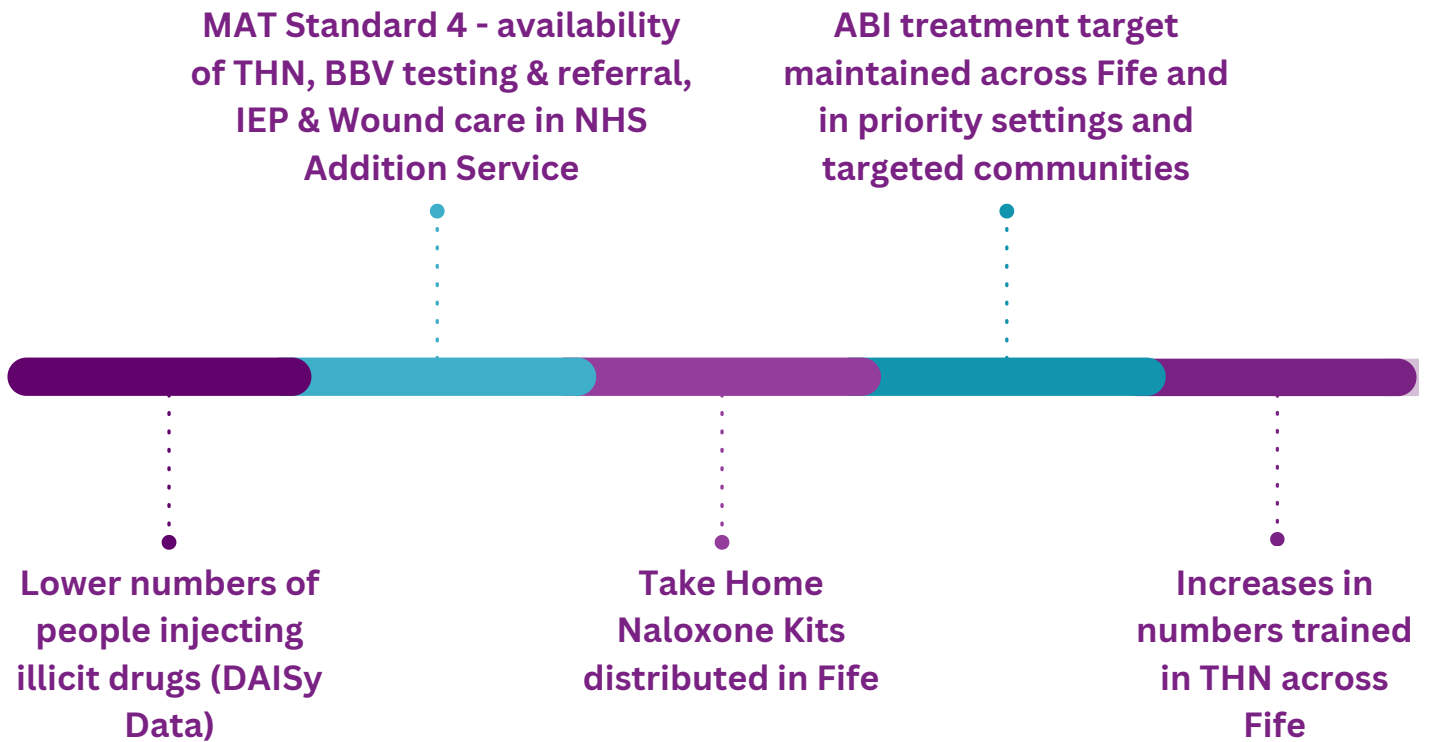 MAT Standard 4 - availability
of THN, BBV testing & referral,
IEP & Wound care in NHS
Addition Service
ABI treatment target
maintained across Fife and
in priority settings and
targeted communities
Lower numbers of
people injecting
illicit drugs (DAISy
Data)
Take Home
Naloxone Kits
distributed in Fife
Increases in
numbers trained
in THN across
Fife